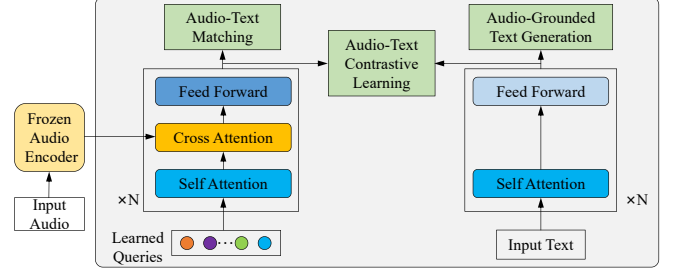 Audio-Text
Matching
Audio-Text
Contrastive
Learning
Audio-Grounded
Text Generation
Feed Forward
Cross Attention
Self Attention
×N
Feed Forward
Self Attention
×N
Frozen
Audio
Encoder
Input
Audio
Learned
Queries
...
Input Text